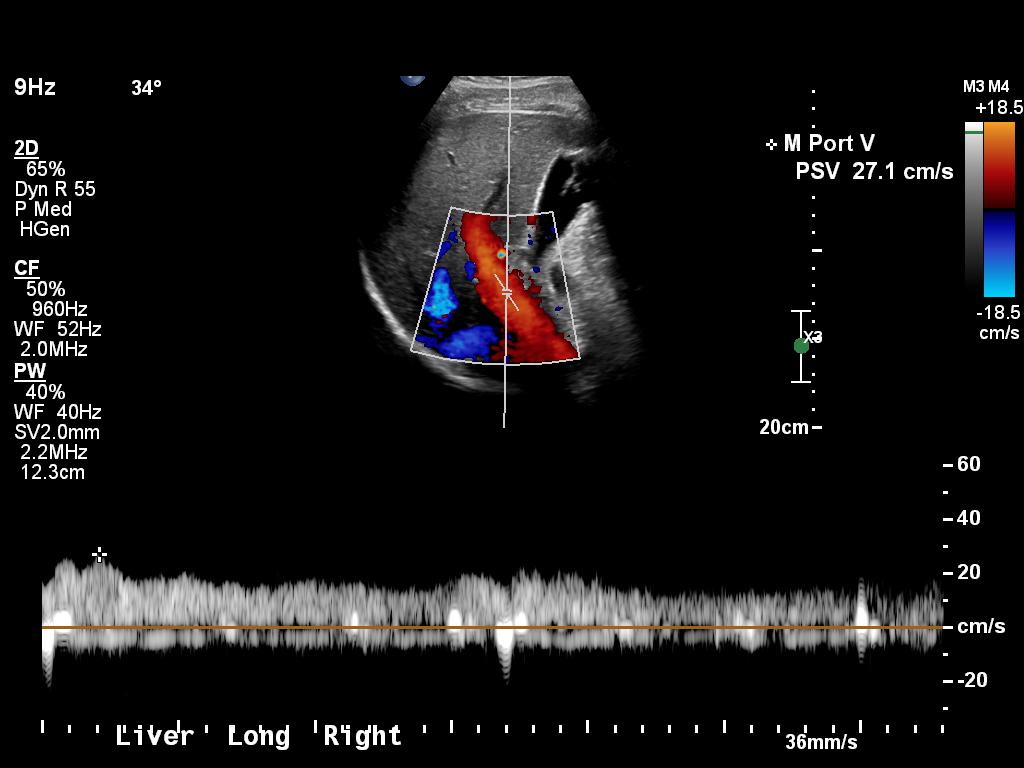 9Hz 34°
M3 M4
+18.5
2D
65%
Dyn R 55
P Med
HGen
M Port V
PSV 27.1 cm/s
CF
50%
960Hz
WF 52Hz
2.0MHz
-18.5
cm/s
X3
PW
40%
WF 40Hz
SV2.0mm
2.2MHz
12.3cm
20cm
60
40
20
cm/s
-20
Liver Long Right
36mm/s